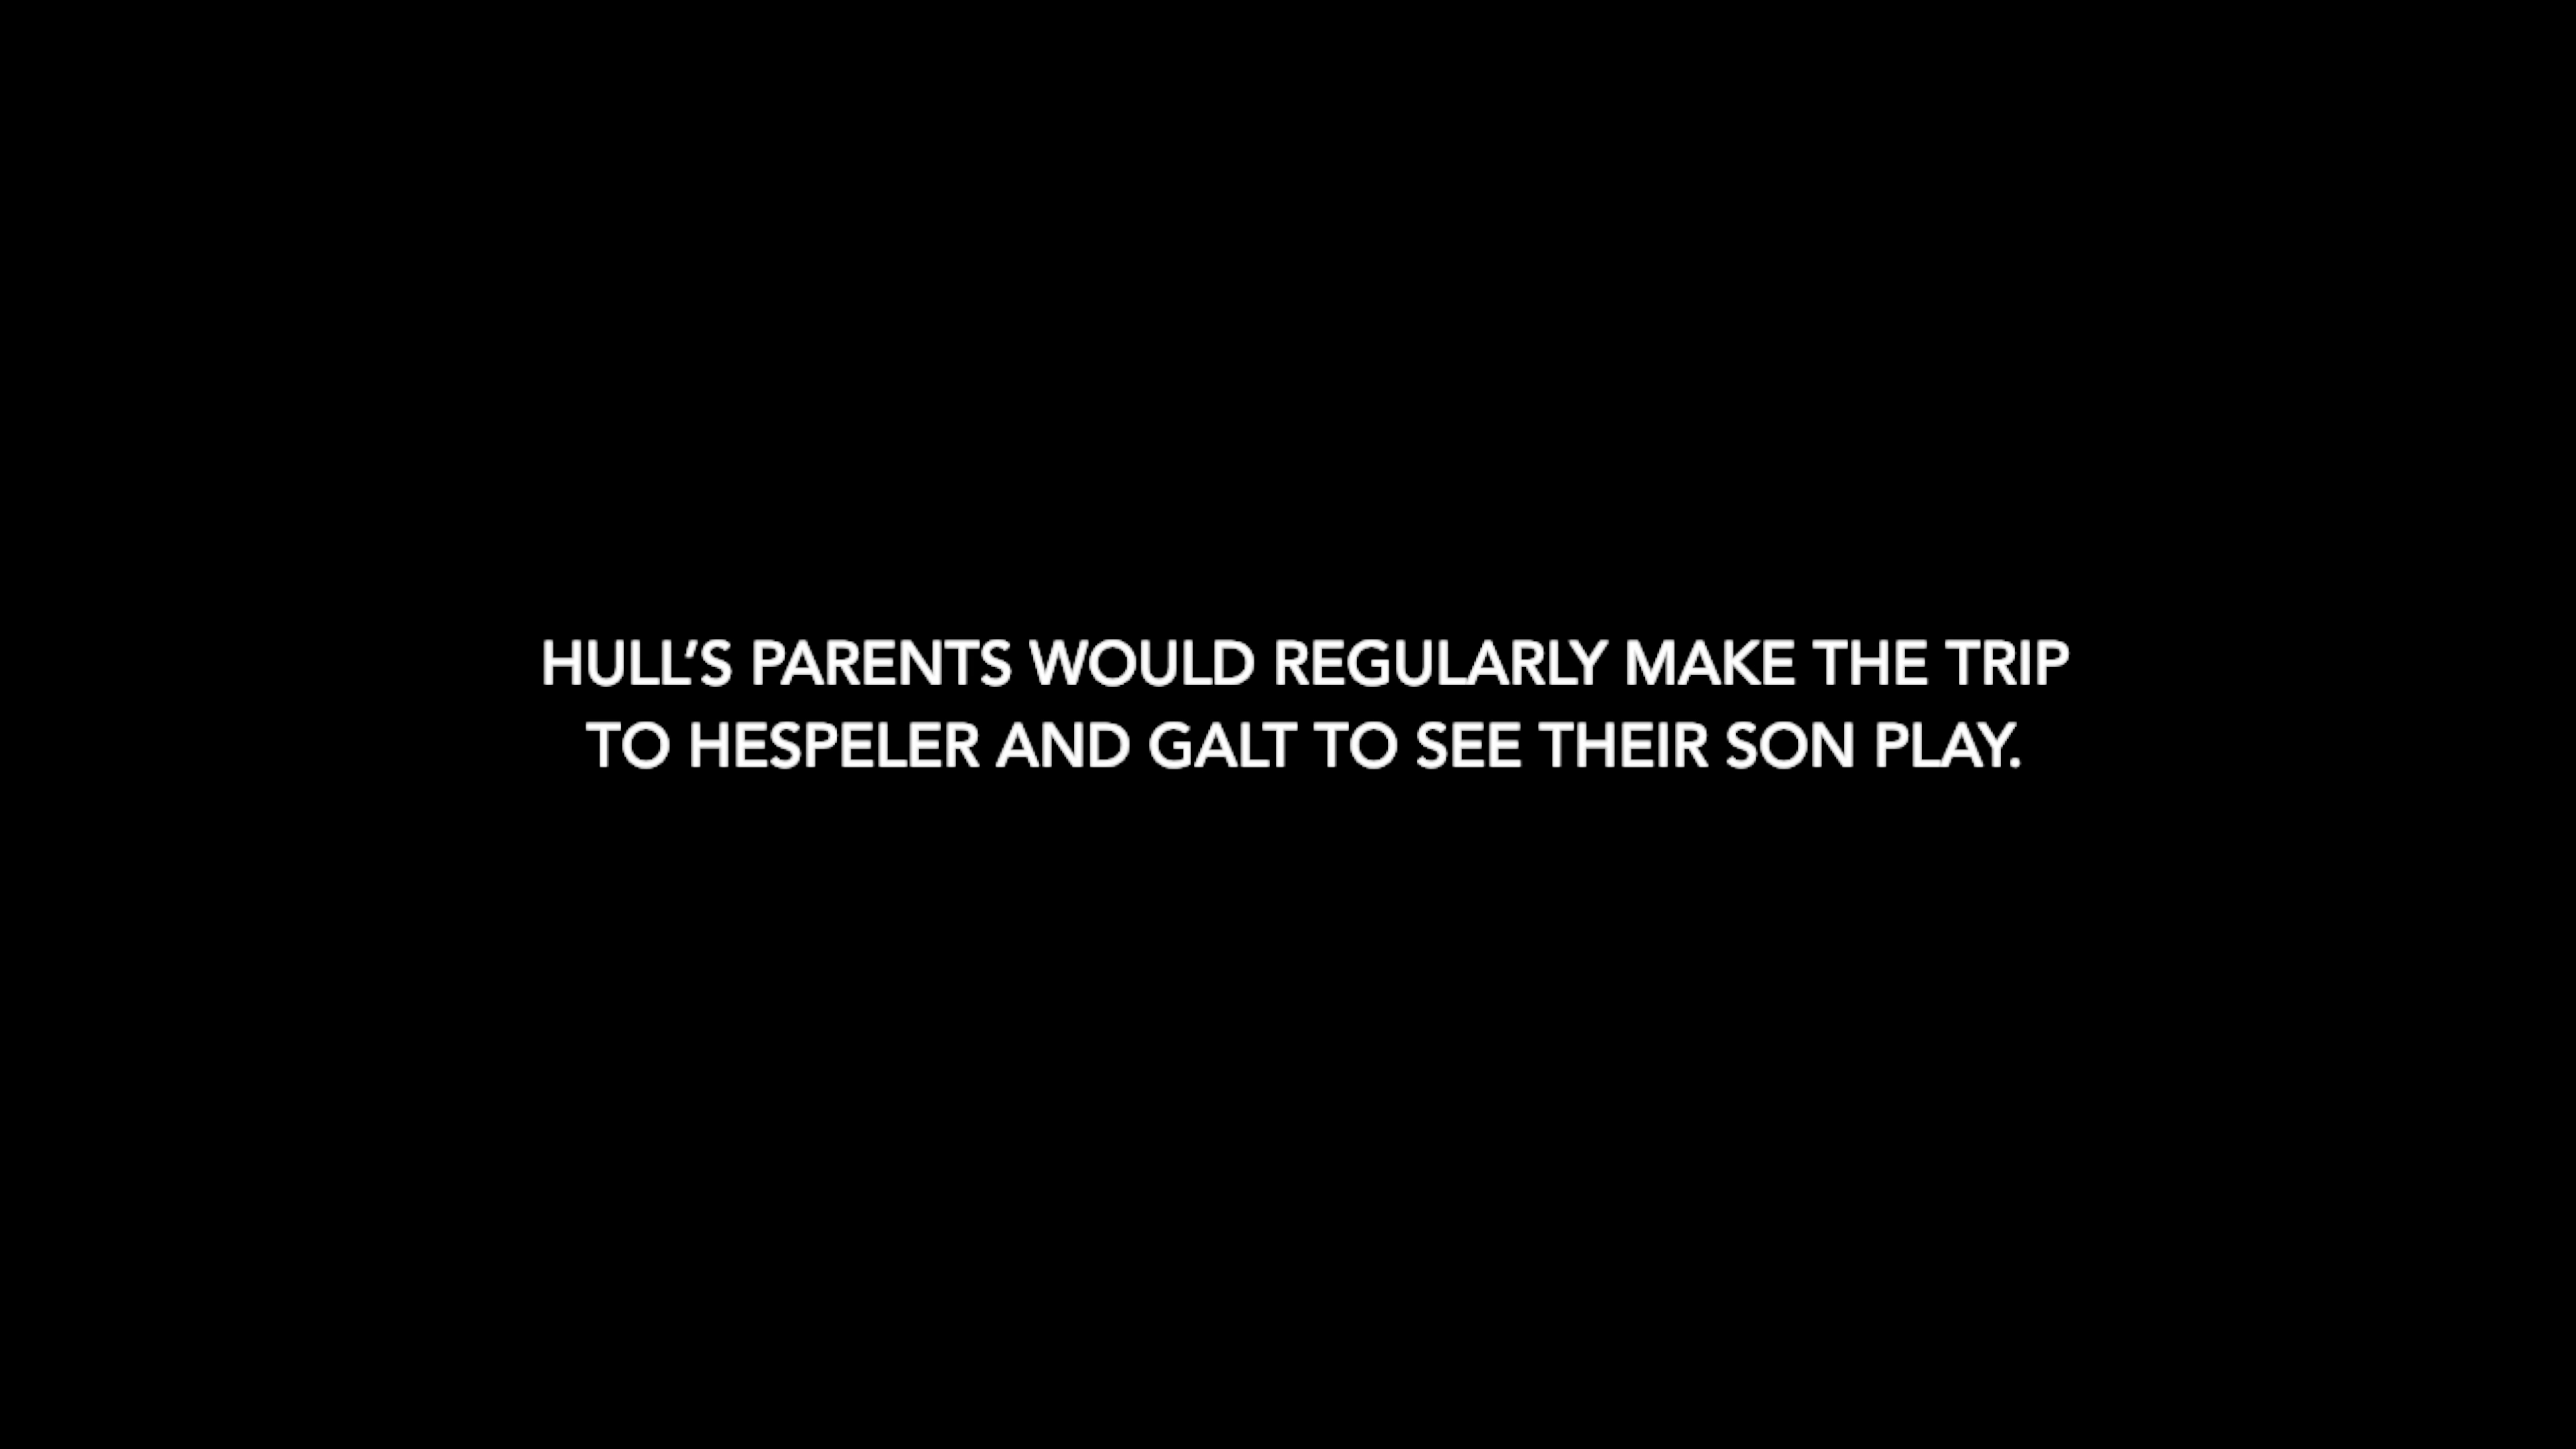 HULL’S PARENTS WOULD REGULARLY MAKE THE TRIP
TO HESPELER AND GALT TO SEE THEIR SON PLAY.